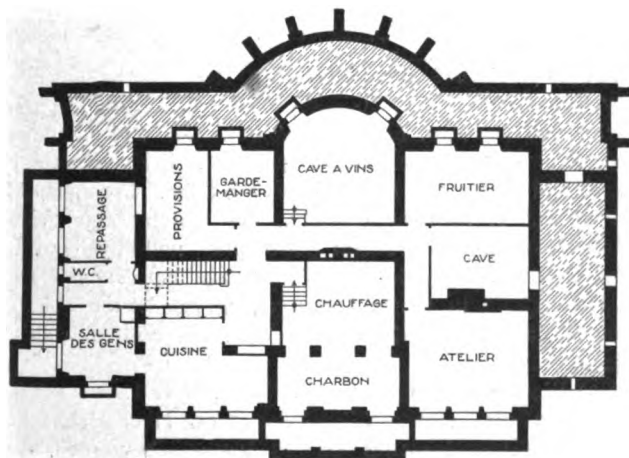 REPASSAGE
PROVISIONS
GARDE-
MANGER
CAVE A VINS
FRUITIER
W.C.
CAVE
CHAUFFAGE
SALLE
DES GENS
CUISINE
CHARBON
ATELIER